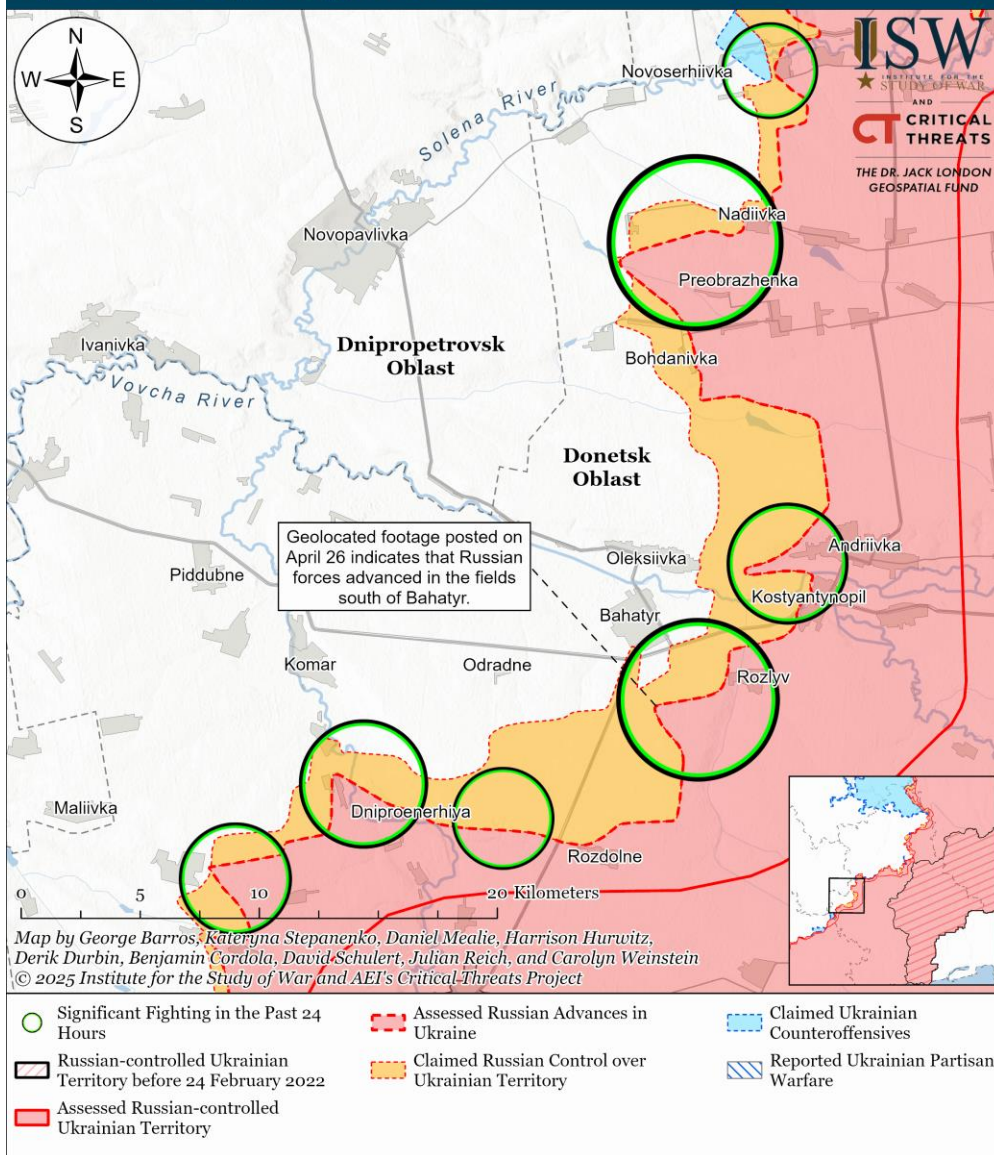 N
W E
S
ISW
INSTITUTE FOR THE
STUDY OF WAR
AND
CT CRITICAL
THREATS
THE DR. JACK LONDON
GEOSPATIAL FUND
Novoserhiivka
Solena River
Nadiivka
Novopavlivka
Preobrazhenka
Ivanivka
Dnipropetrovsk
Oblast
Bohdanivka
Vovcha River
Donetsk
Oblast
Geolocated footage posted on
April 26 indicates that Russian
forces advanced in the fields
south of Bahatyr.
Andriivka
Oleksiivka
Piddubne
Kostyantynopil
Bahatyr
Komar
Odradne
Rozlyv
Maliivka
Dniproenerhiya
Rozdolne
0 5 10 20 Kilometers
Map by George Barros, Kateryna Stepanenko, Daniel Mealie, Harrison Hurwitz,
Derik Durbin, Benjamin Cordola, David Schulert, Julian Reich, and Carolyn Weinstein
© 2025 Institute for the Study of War and AEI's Critical Threats Project
Significant Fighting in the Past 24
Hours
Russian-controlled Ukrainian
Territory before 24 February 2022
Assessed Russian-controlled
Ukrainian Territory
Assessed Russian Advances in
Ukraine
Claimed Russian Control over
Ukrainian Territory
Claimed Ukrainian
Counteroffensives
Reported Ukrainian Partisan
Warfare